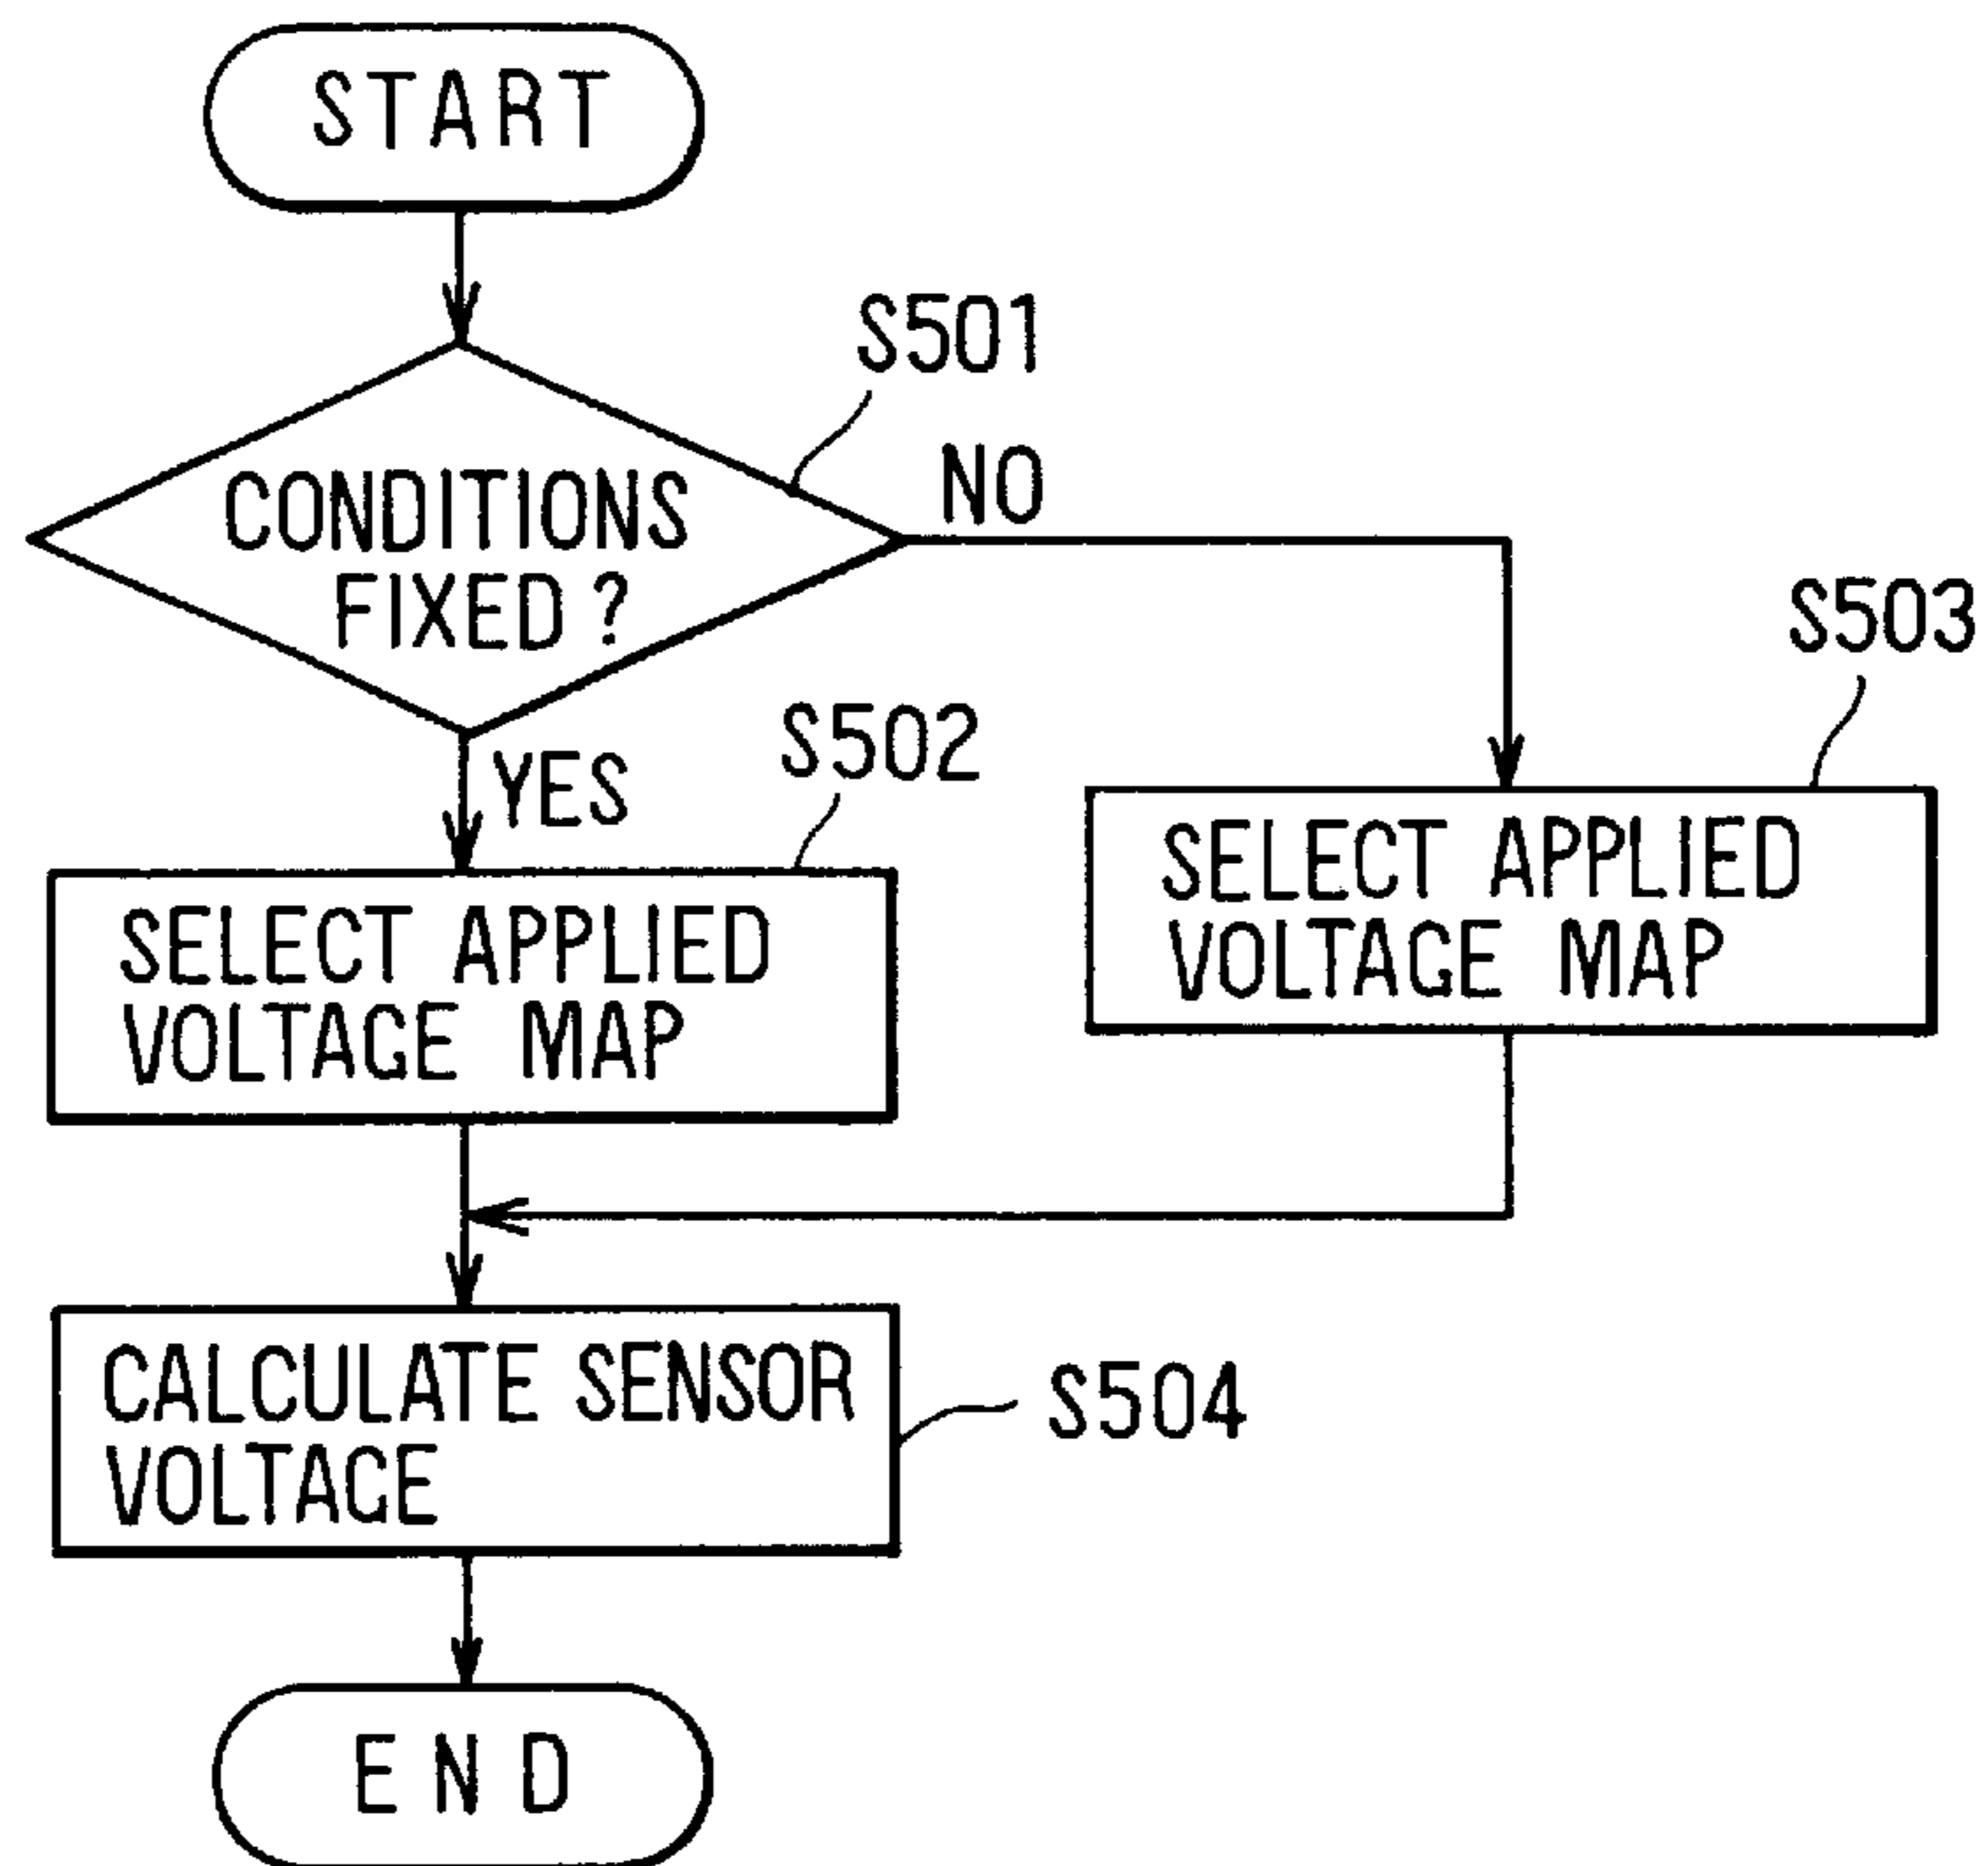 START
S501
CONDITIONS
FIXED?
NO
S503
YES
S502
SELECT APPLIED
VOLTAGE MAP
SELECT APPLIED
VOLTAGE MAP
CALCULATE SENSOR
VOLTAGE
S504
END